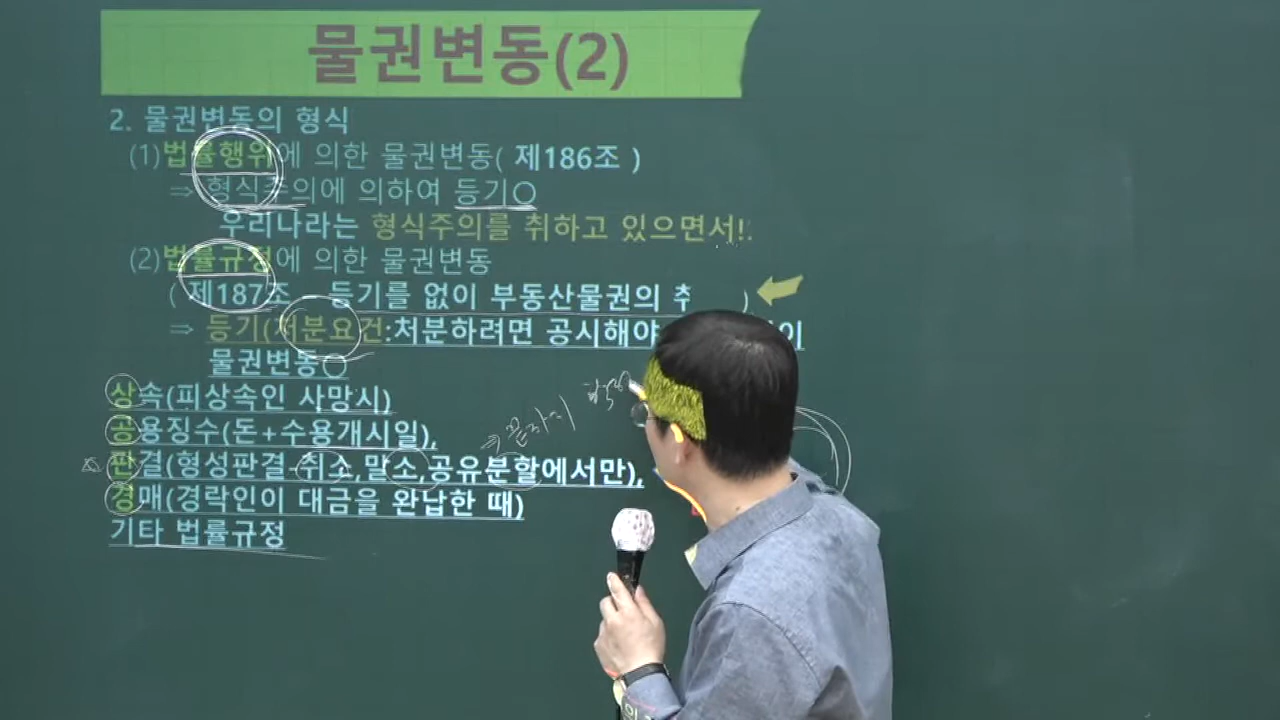 물권변동(2)
2. 물권변동의 형식
(1)법률행위에 의한 물권변동( 제186조 )
⇒ 형식주의에 의하여 등기○
우리나라는 형식주의를 취하고 있으면서!.
(2)법률규정에 의한 물권변동
( 제187조 등기를 없이 부동산물권의 )
⇒ 등기(처분요건:처분하려면 공시해야
물권변동○
상속(피상속인 사망시)
공용징수(돈+수용개시일),
⇒ 끝까지 확정
판결(형성판결-취소,말소,공유분할에서만),
경매(경락인이 대금을 완납한 때)
기타 법률규정